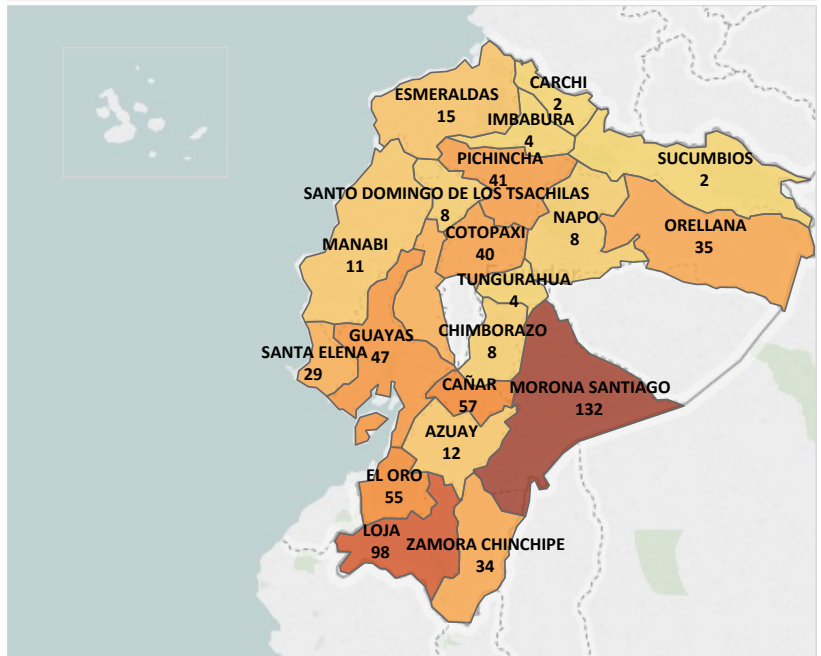 CARCHI
2
ESMERALDAS
15
IMBABURA
4
PICHINCHA
41
SUCUMBIOS
2
SANTO DOMINGO DE LOS TSACHILAS
8
NAPO
8
ORELLANA
35
COTOPAXI
40
MANABI
11
TUNGURAHUA
4
CHIMBORAZO
8
GUAYAS
47
SANTA ELENA
29
CAÑAR
57
MORONA SANTIAGO
132
AZUAY
12
EL ORO
55
LOJA
98
ZAMORA CHINCHIPE
34